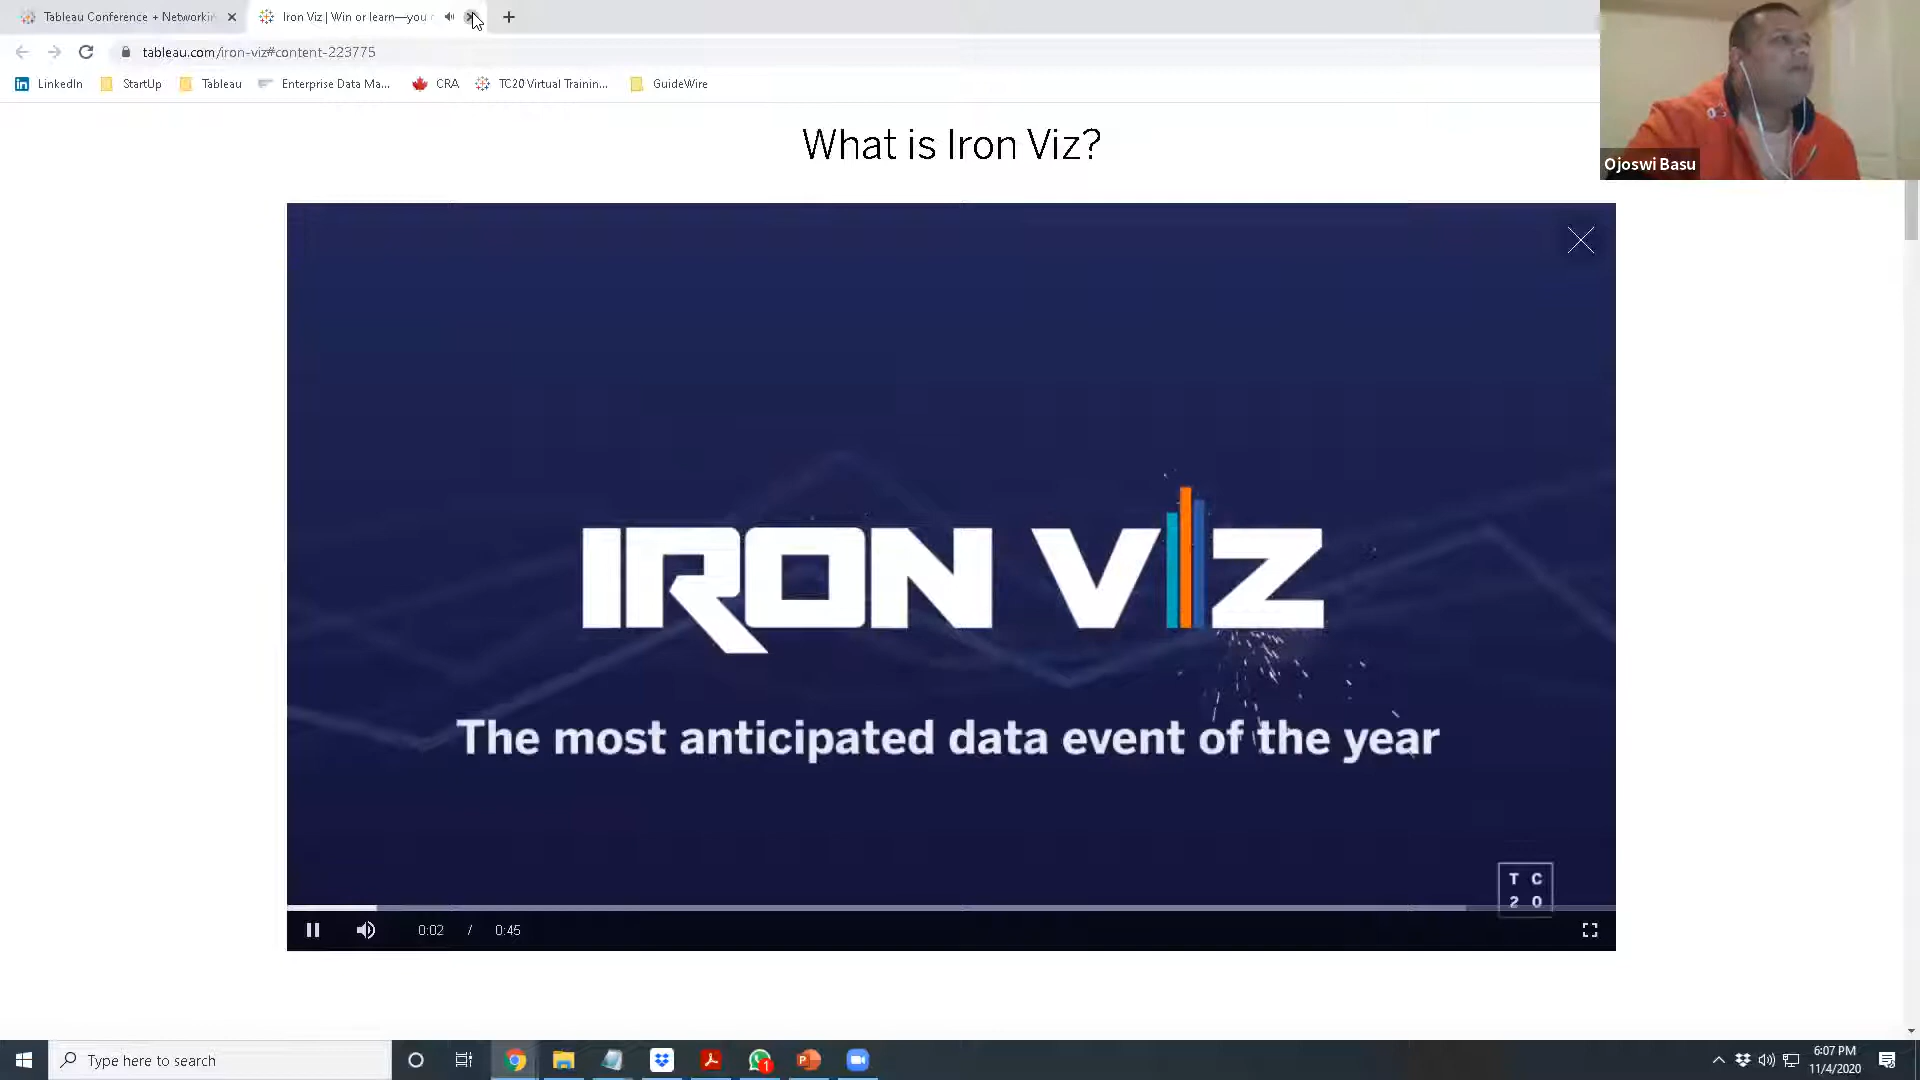 Tableau Conference + Networkin
Iron Viz | Win or learn—you
tableau.com/iron-viz#content-223775
LinkedIn
StartUp
Tableau
Enterprise Data Ma...
CRA
TC20 Virtual Trainin...
GuideWire
Ojoswi Basu
What is Iron Viz?
IRON VIZ
The most anticipated data event of the year
T C
2 0
0:02 / 0:45
Type here to search
1
6:07 PM
11/4/2020